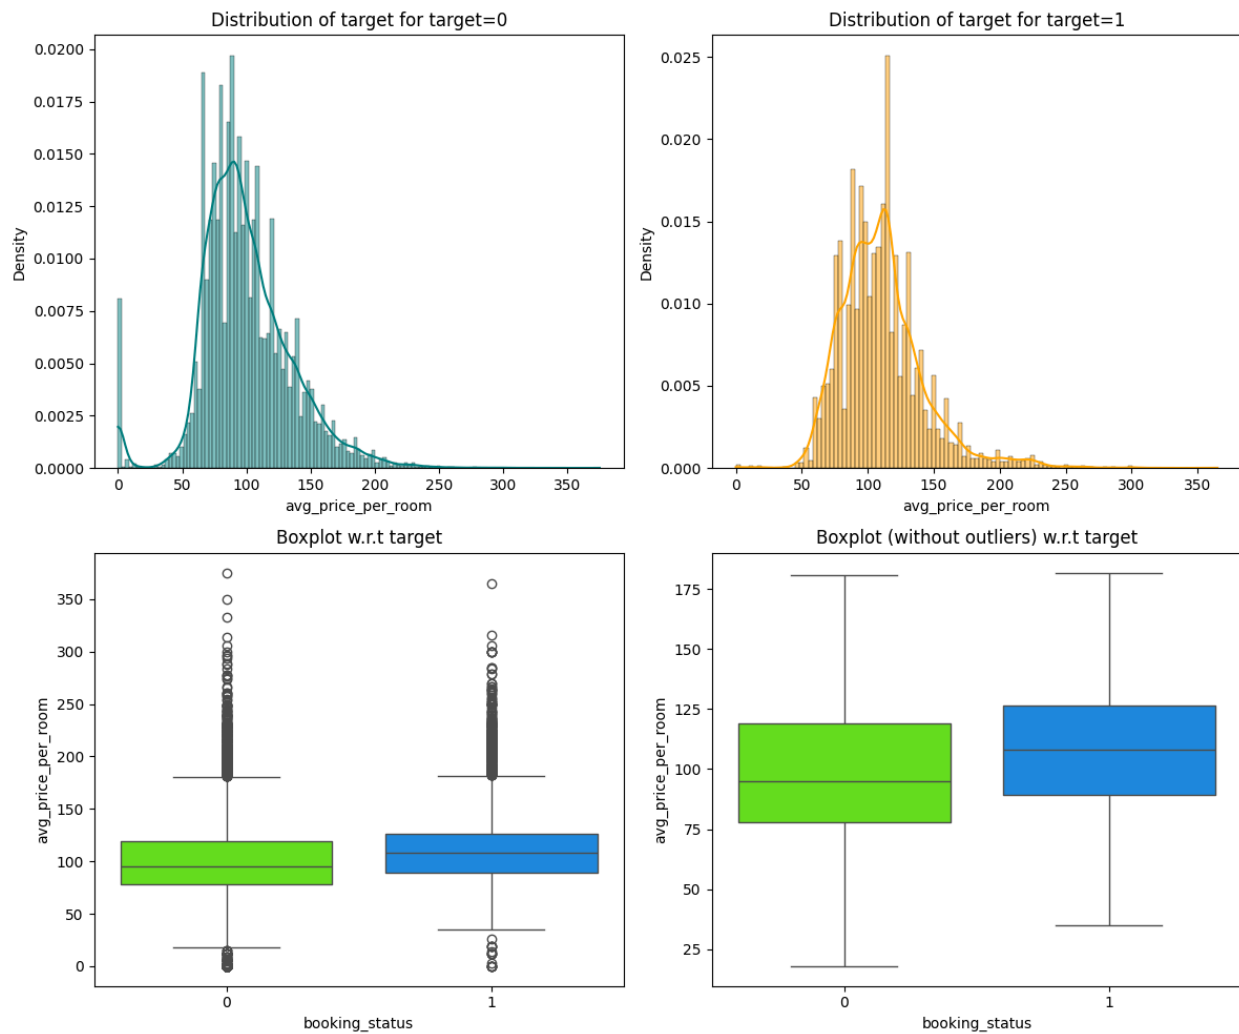 Distribution of target for target=0
0.0200
0.0175
0.0150
0.0125
0.0100
0.0075
0.0050
0.0025
0.0000
Density
0 50 100 150 200 250 300 350
avg_price_per_room
Distribution of target for target=1
0.025
0.020
0.015
0.010
0.005
0.000
Density
0 50 100 150 200 250 300 350
avg_price_per_room
Boxplot w.r.t target
350
300
250
200
150
100
50
0
avg_price_per_room
0 1
booking_status
Boxplot (without outliers) w.r.t target
175
150
125
100
75
50
25
avg_price_per_room
0 1
booking_status